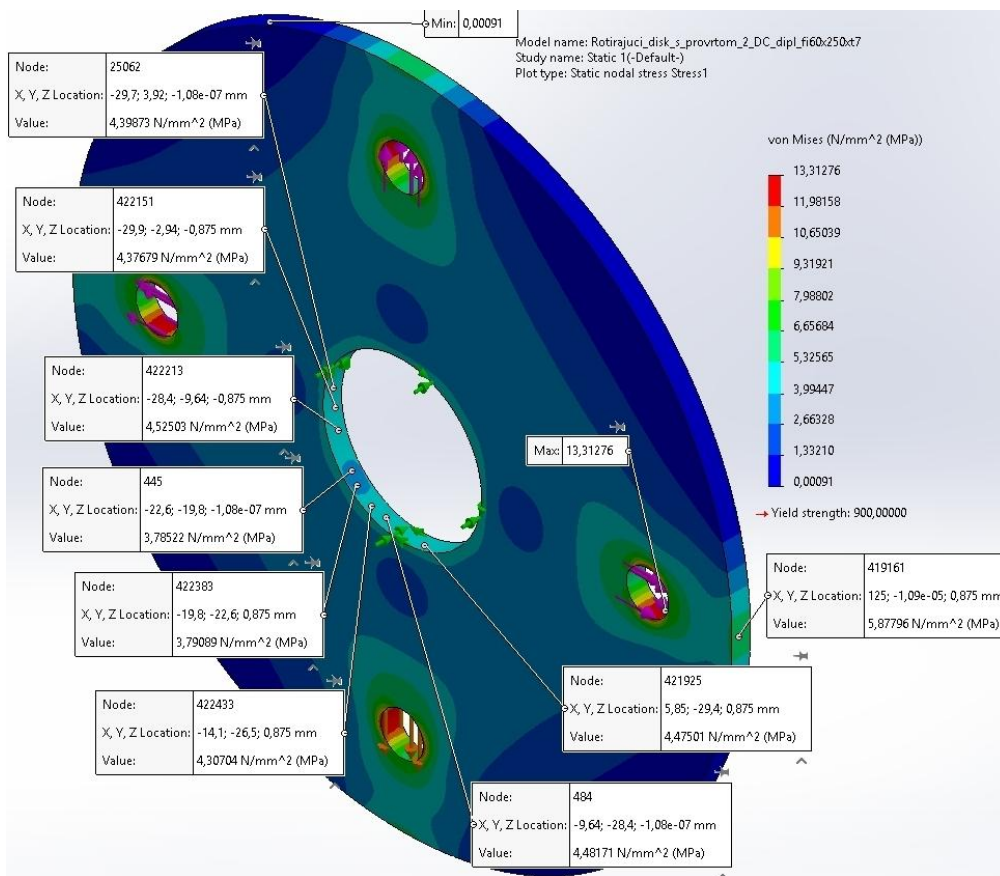 Min: 0,00091
Model name: Rotirajuci_disk_s_provrtom_2_DC_dipl_fi60x250xt7
Study name: Static 1(-Default-)
Plot type: Static nodal stress Stress1
Node: 25062
X, Y, Z Location: -29,7; 3,92; -1,08e-07 mm
Value: 4,39873 N/mm^2 (MPa)
Node: 422151
X, Y, Z Location: -29,9; -2,94; -0,875 mm
Value: 4,37679 N/mm^2 (MPa)
Node: 422213
X, Y, Z Location: -28,4; -9,64; -0,875 mm
Value: 4,52503 N/mm^2 (MPa)
Node: 445
X, Y, Z Location: -22,6; -19,8; -1,08e-07 mm
Value: 3,78522 N/mm^2 (MPa)
Node: 422383
X, Y, Z Location: -19,8; -22,6; 0,875 mm
Value: 3,79089 N/mm^2 (MPa)
Node: 422433
X, Y, Z Location: -14,1; -26,5; 0,875 mm
Value: 4,30704 N/mm^2 (MPa)
Node: 484
X, Y, Z Location: -9,64; -28,4; -1,08e-07 mm
Value: 4,48171 N/mm^2 (MPa)
Node: 421925
X, Y, Z Location: 5,85; -29,4; 0,875 mm
Value: 4,47501 N/mm^2 (MPa)
Max: 13,31276
Node: 419161
X, Y, Z Location: 125; -1,09e-05; 0,875 mm
Value: 5,87796 N/mm^2 (MPa)
von Mises (N/mm^2 (MPa))
13,31276
11,98158
10,65039
9,31921
7,98802
6,65684
5,32565
3,99447
2,66328
1,33210
0,00091
Yield strength: 900,00000